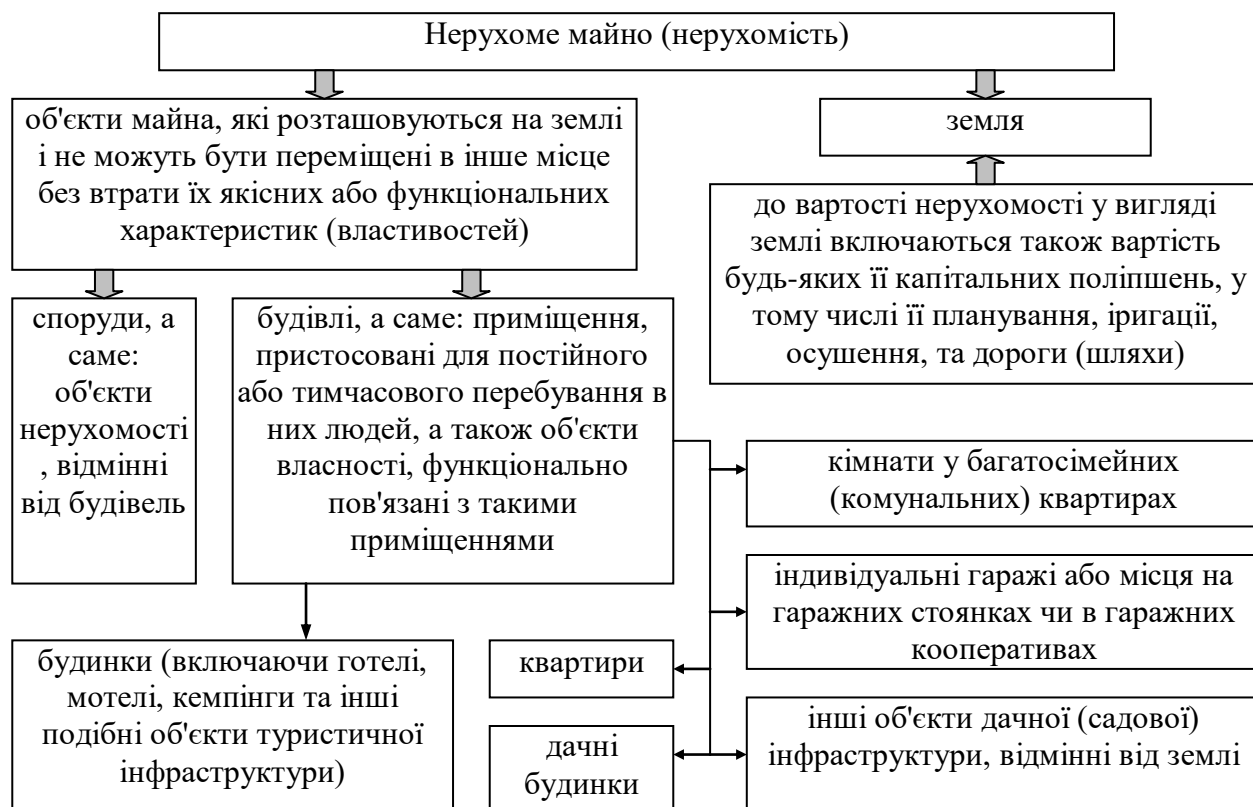 Нерухоме майно (нерухомість)
об'єкти майна, які розташовуються на землі
і не можуть бути переміщені в інше місце
без втрати їх якісних або функціональних
характеристик (властивостей)
земля
до вартості нерухомості у вигляді
землі включаються також вартість
будь-яких її капітальних поліпшень, у
тому числі її планування, іригації,
осушення, та дороги (шляхи)
споруди, а
саме:
об'єкти
нерухомості
, відмінні
від будівель
будівлі, а саме: приміщення,
пристосовані для постійного
або тимчасового перебування в
них людей, а також об'єкти
власності, функціонально
пов'язані з такими
приміщеннями
кімнати у багатосімейних
(комунальних) квартирах
індивідуальні гаражі або місця на
гаражних стоянках чи в гаражних
кооперативах
будинки (включаючи готелі,
мотелі, кемпінги та інші
подібні об'єкти туристичної
інфраструктури)
квартири
дачні
будинки
інші об'єкти дачної (садової)
інфраструктури, відмінні від землі